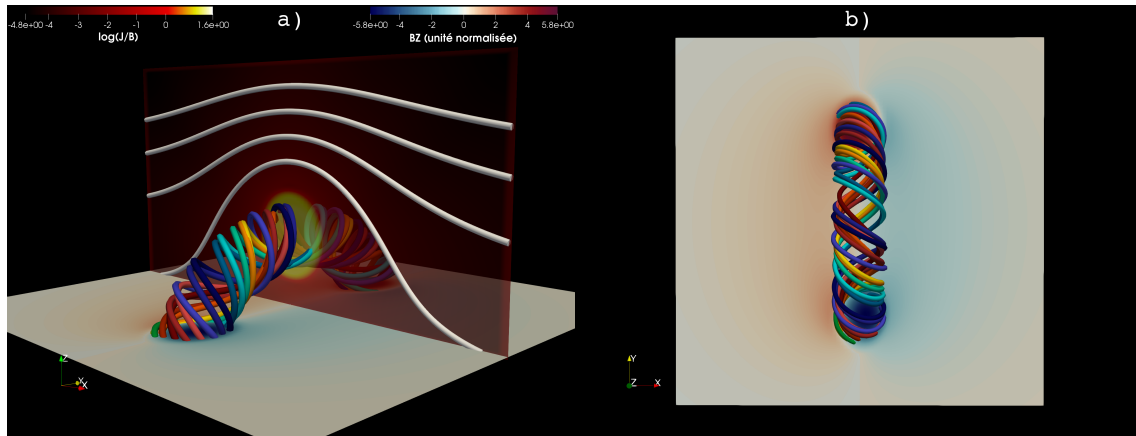 a)
b)
-4.8e+00 -4 -3 -2 -1 0 1.6e+00
log(J/B)
-5.8e+00 -4 -2 0 2 4 5.8e+00
BZ (unité normalisée)
Z
Y
X
Y
Z
X